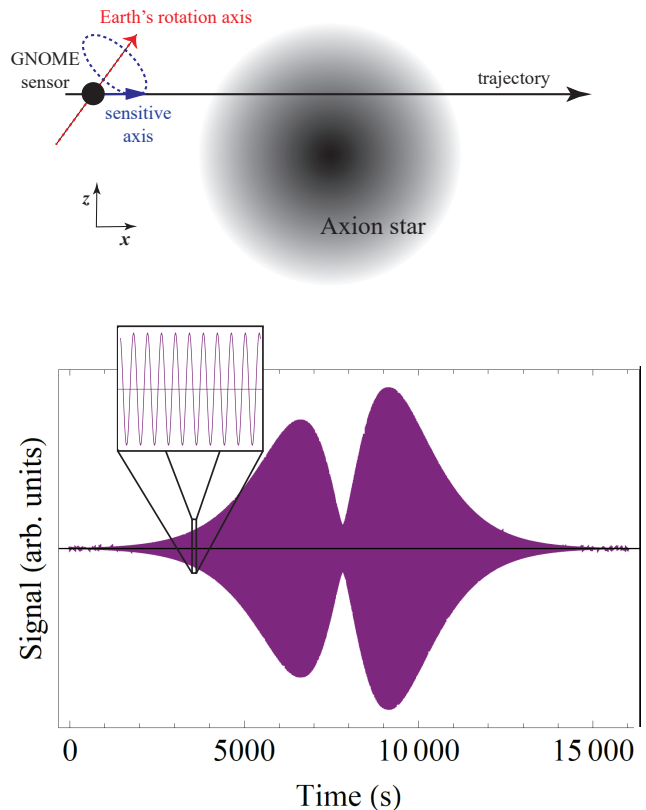 Earth's rotation axis
GNOME
sensor
trajectory
sensitive
axis
z
x
Axion star
Signal (arb. units)
0
5000
10 000
15 000
Time (s)